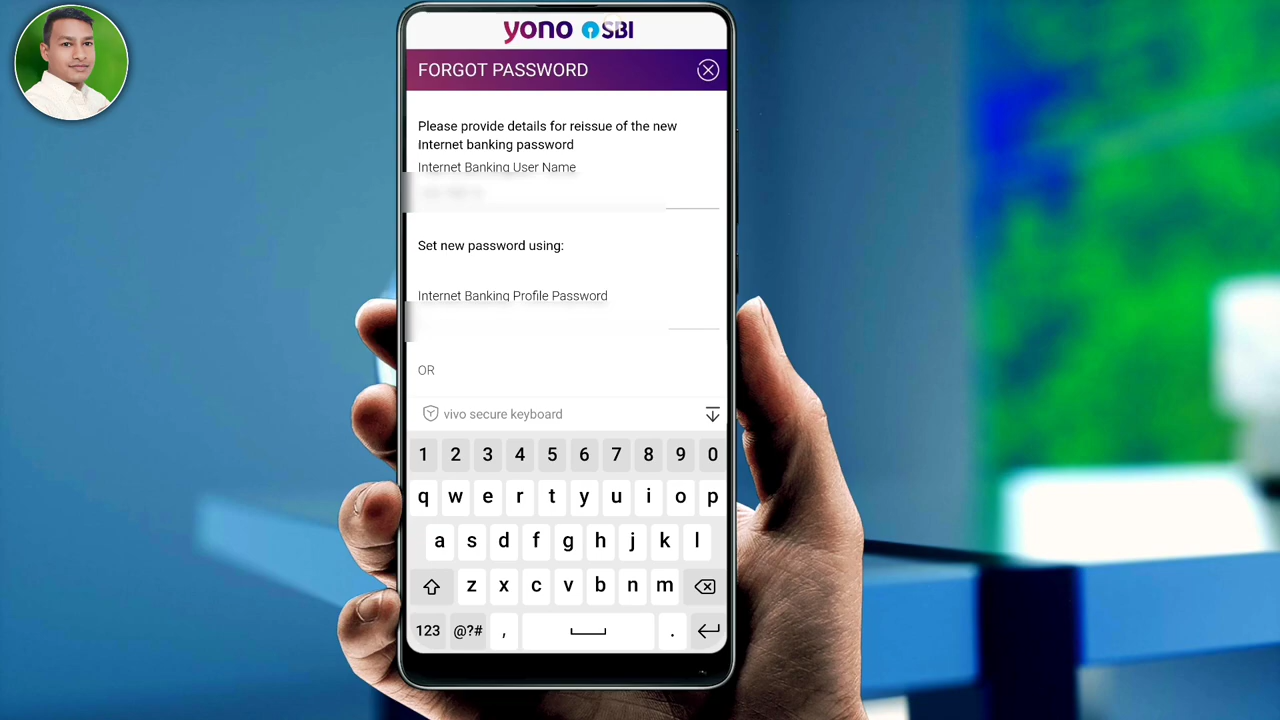 yono SBI
FORGOT PASSWORD
Please provide details for reissue of the new
Internet banking password
Internet Banking User Name
Set new password using:
Internet Banking Profile Password
OR
vivo secure keyboard
1 2 3 4 5 6 7 8 9 0
q w e r t y u i o p
a s d f g h j k l
z x c v b n m
123 @?# , .